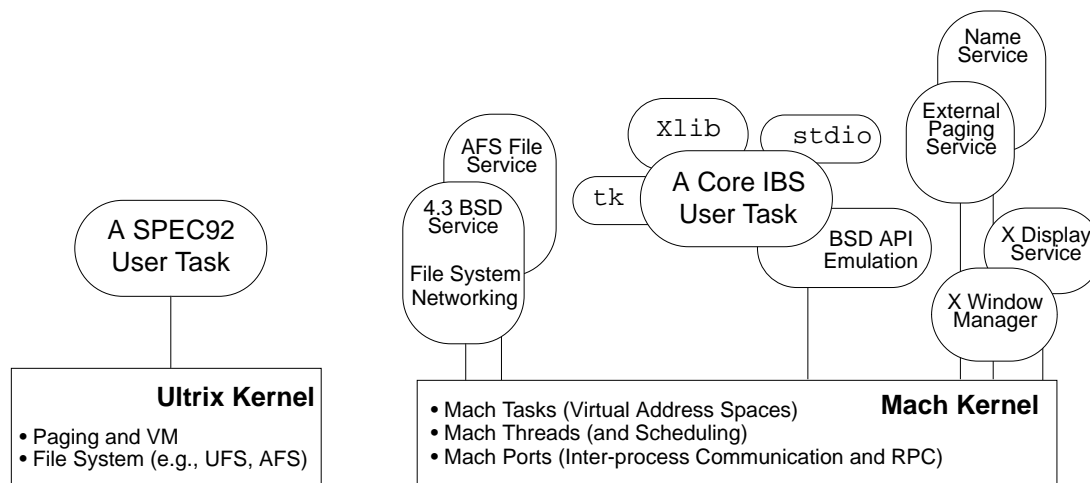 A SPEC92
User Task
Ultrix Kernel
• Paging and VM
• File System (e.g., UFS, AFS)
AFS File
Service
4.3 BSD
Service
File System
Networking
Xlib
stdio
tk
A Core IBS
User Task
BSD API
Emulation
Name
Service
External
Paging
Service
X Display
Service
X Window
Manager
Mach Kernel
• Mach Tasks (Virtual Address Spaces)
• Mach Threads (and Scheduling)
• Mach Ports (Inter-process Communication and RPC)